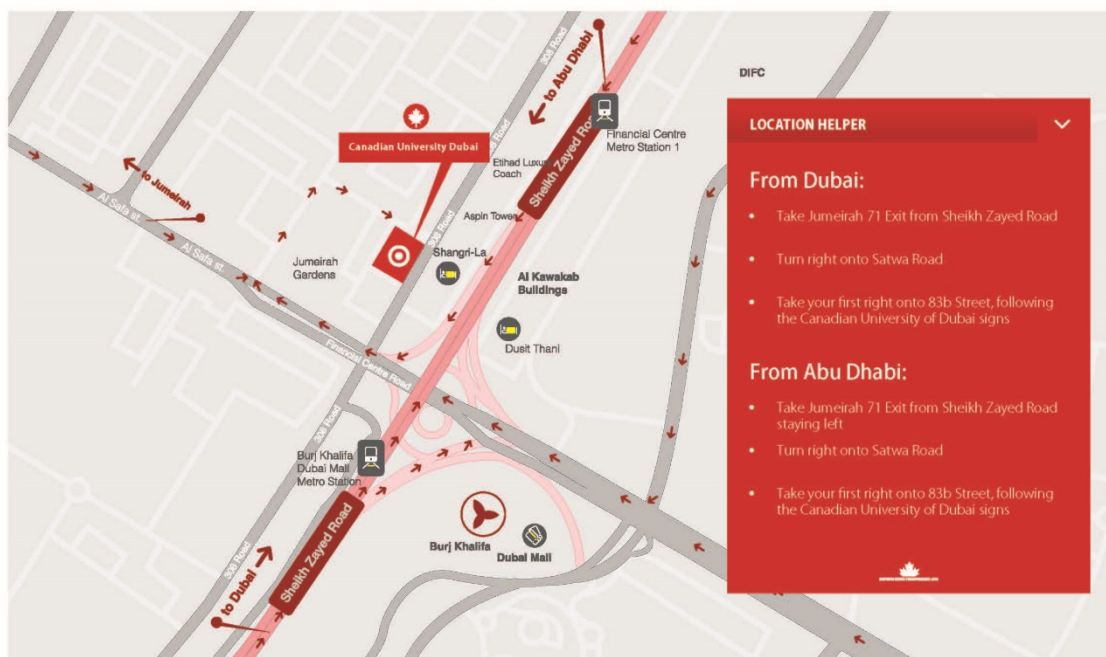 308 Road
to Abu Dhabi
DIFC
Financial Centre
Metro Station 1
Sheikh Zayed Road
Canadian University Dubai
308 Road
Etihad Luxury
Coach
to Jumeirah
Al Safa st.
Aspin Tower
308 Road
Al Safa st.
Jumeirah
Gardens
Shangri-La
Al Kawakab
Buildings
Dusit Thani
Financial Centre Road
308 Road
Burj Khalifa
Dubai Mall
Metro Station
Burj Khalifa
Dubai Mall
Sheikh Zayed Road
308 Road
to Dubai
LOCATION HELPER
From Dubai:
• Take Jumeirah 71 Exit from Sheikh Zayed Road
• Turn right onto Satwa Road
• Take your first right onto 83b Street, following
the Canadian University of Dubai signs
From Abu Dhabi:
• Take Jumeirah 71 Exit from Sheikh Zayed Road
staying left
• Turn right onto Satwa Road
• Take your first right onto 83b Street, following
the Canadian University of Dubai signs